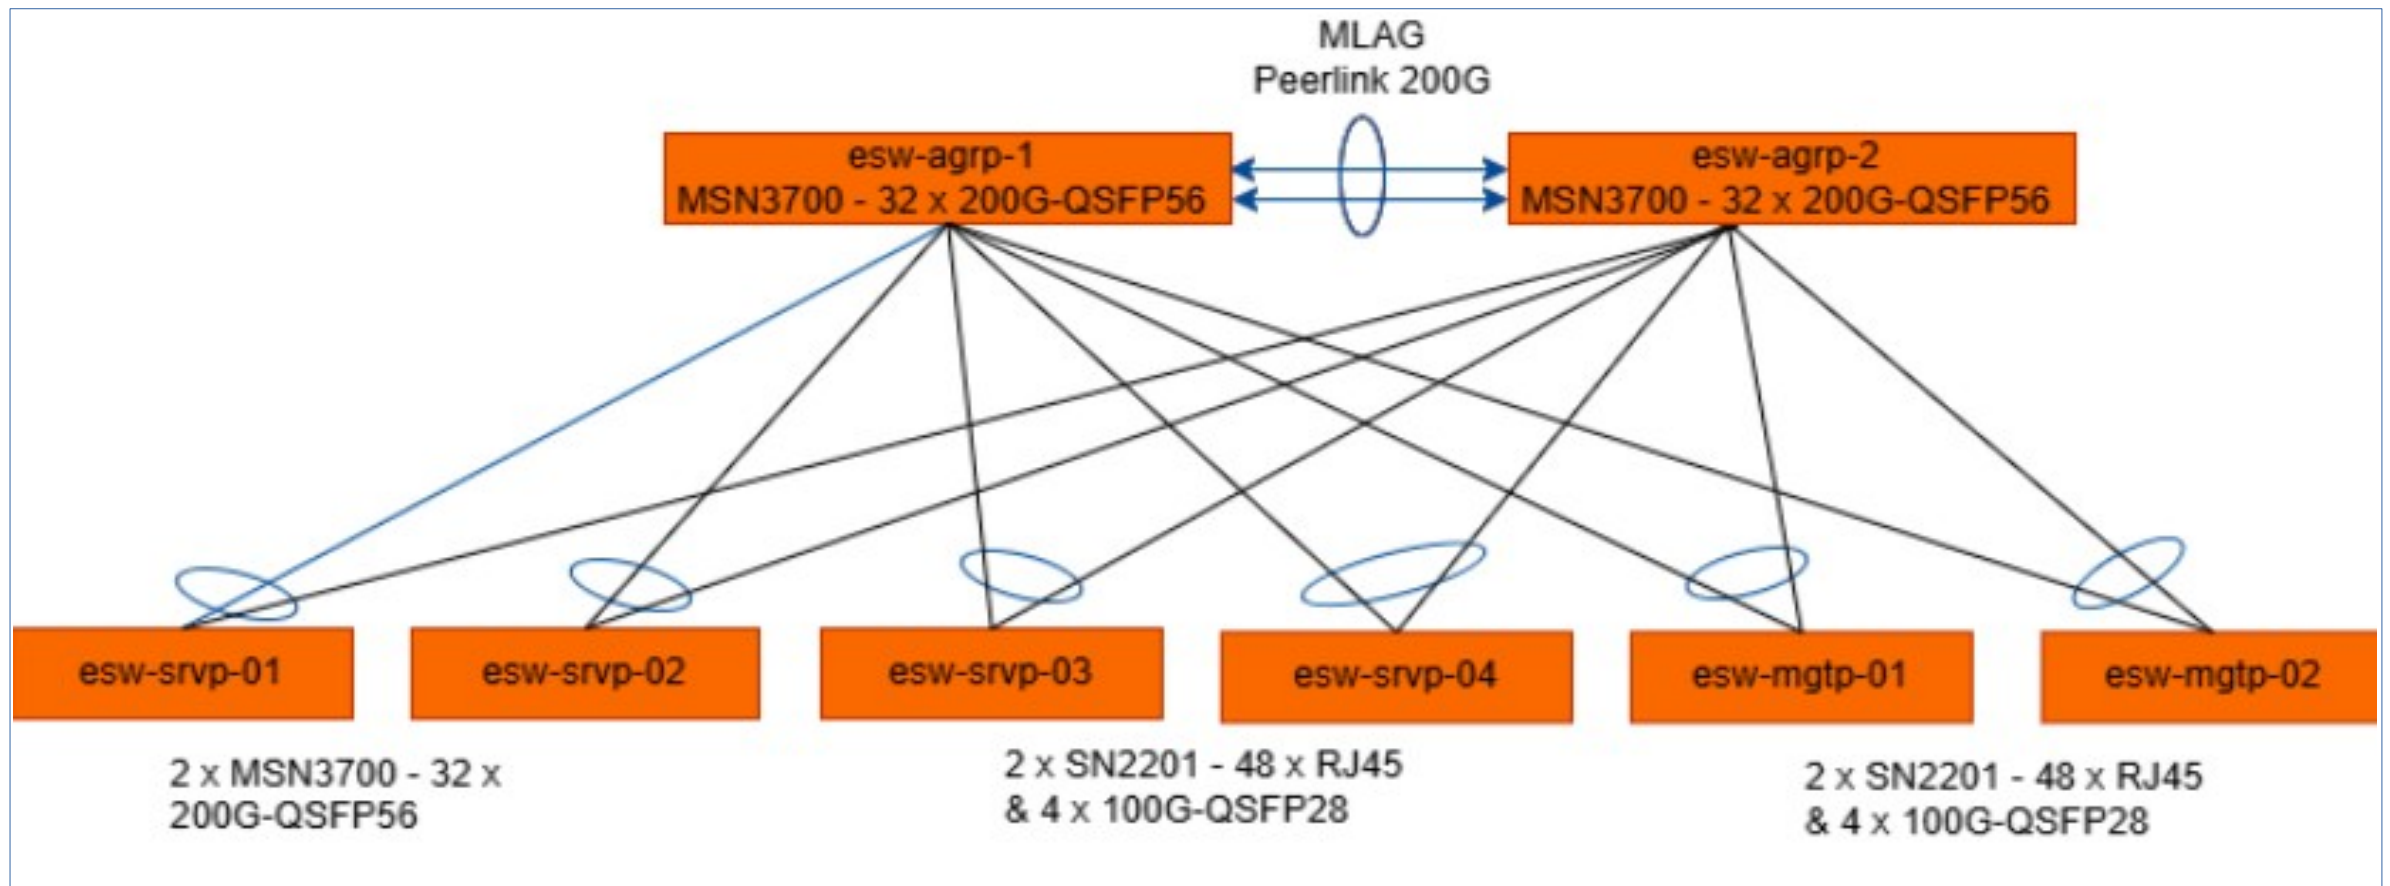 MLAG
Peerlink 200G
esw-agrp-1
MSN3700 - 32 x 200G-QSFP56
esw-agrp-2
MSN3700 - 32 x 200G-QSFP56
esw-srvp-01
esw-srvp-02
esw-srvp-03
esw-srvp-04
esw-mgtp-01
esw-mgtp-02
2 x MSN3700 - 32 x
200G-QSFP56
2 x SN2201 - 48 x RJ45
& 4 x 100G-QSFP28
2 x SN2201 - 48 x RJ45
& 4 x 100G-QSFP28